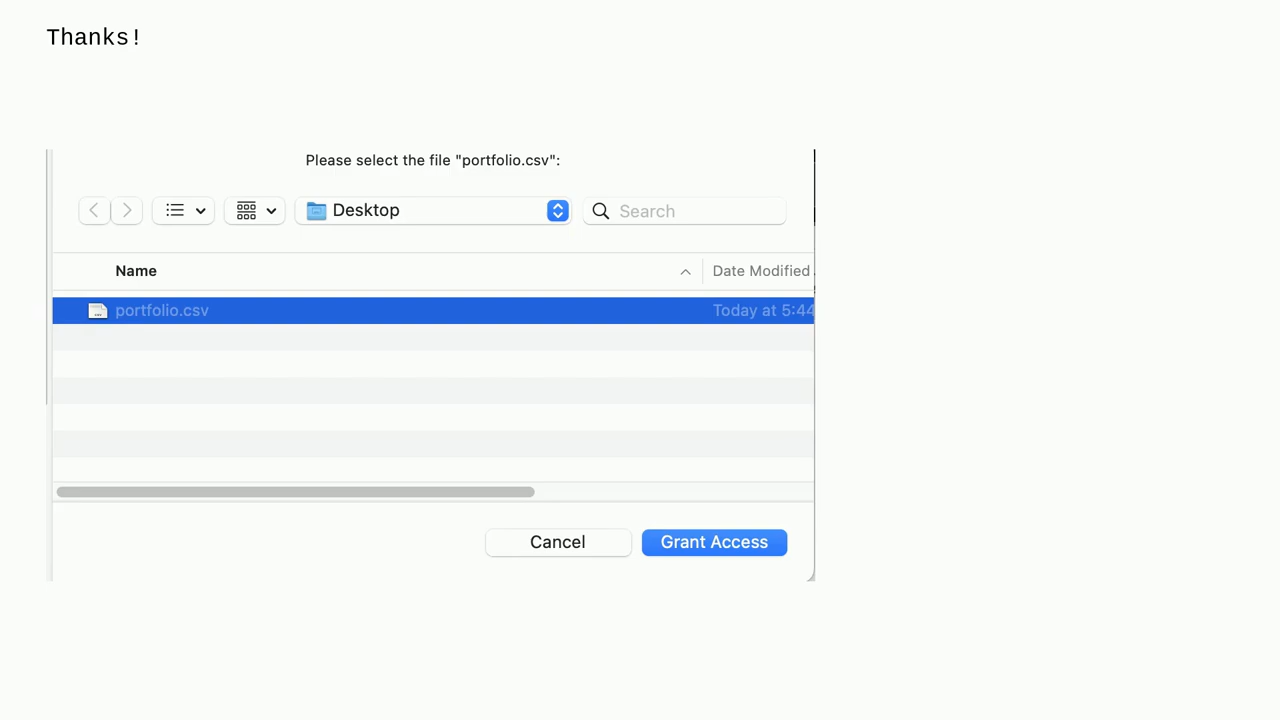 Thanks!
Please select the file "portfolio.csv":
Desktop
Search
Name
Date Modified
portfolio.csv
Today at 5:44
Cancel
Grant Access